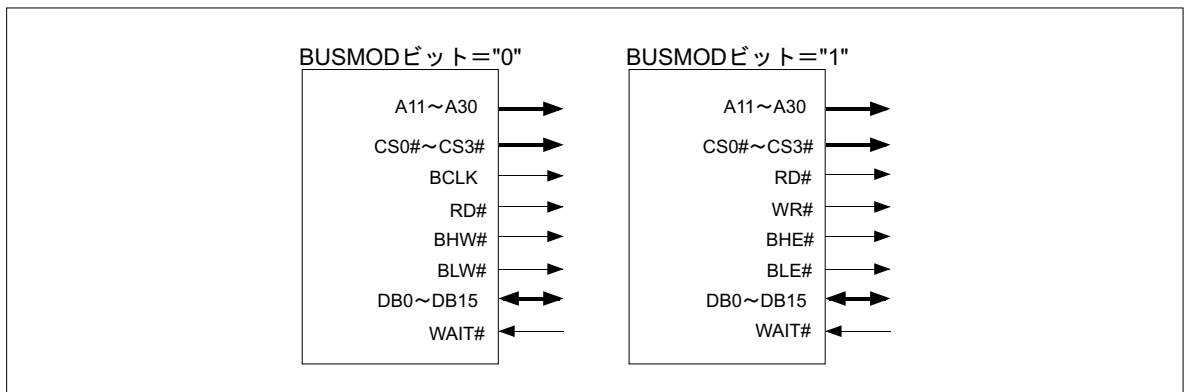 BUSMODビット＝"0"
A11～A30
CS0#～CS3#
BCLK
RD#
BHW#
BLW#
DB0～DB15
WAIT#
BUSMODビット＝"1"
A11～A30
CS0#～CS3#
RD#
WR#
BHE#
BLE#
DB0～DB15
WAIT#